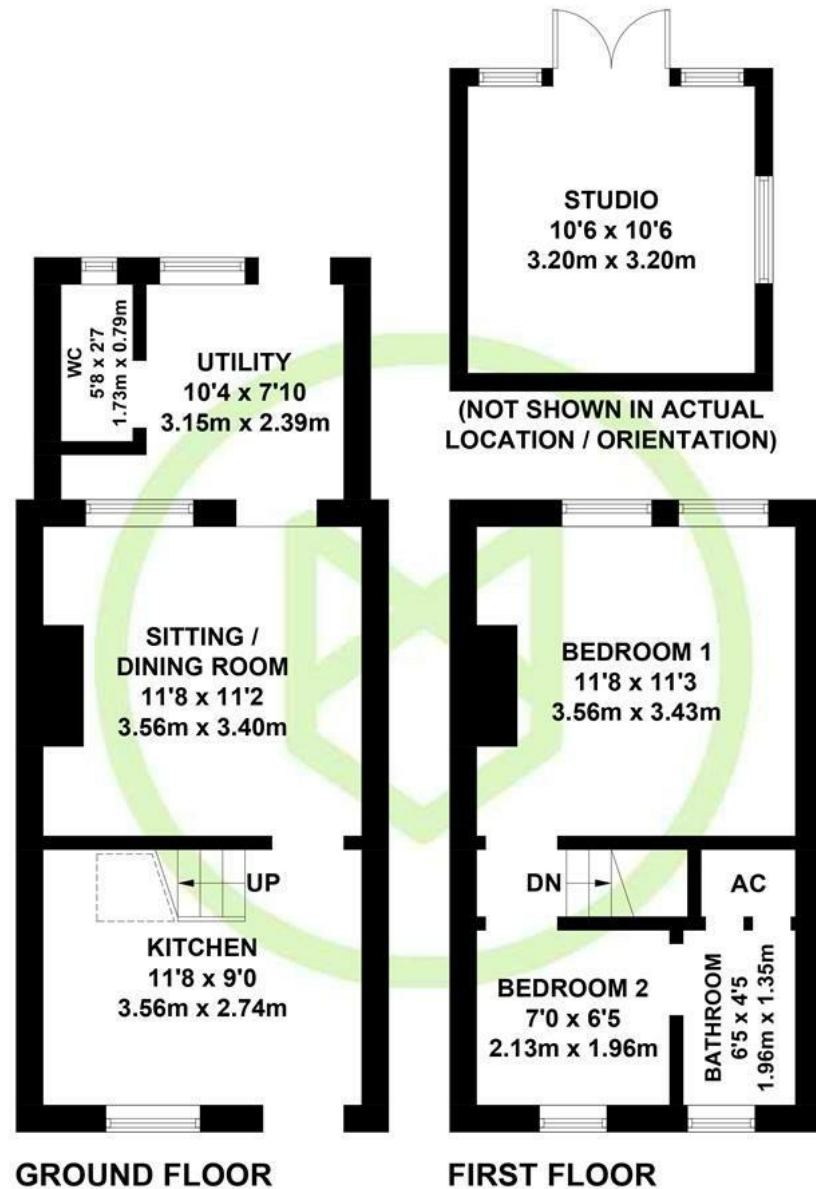 STUDIO
10'6 x 10'6
3.20m x 3.20m
(NOT SHOWN IN ACTUAL
LOCATION / ORIENTATION)
WC
5'8 x 2'7
1.73m x 0.79m
UTILITY
10'4 x 7'10
3.15m x 2.39m
SITTING /
DINING ROOM
11'8 x 11'2
3.56m x 3.40m
UP
KITCHEN
11'8 x 9'0
3.56m x 2.74m
GROUND FLOOR
BEDROOM 1
11'8 x 11'3
3.56m x 3.43m
DN
AC
BEDROOM 2
7'0 x 6'5
2.13m x 1.96m
BATHROOM
6'5 x 4'5
1.96m x 1.35m
FIRST FLOOR